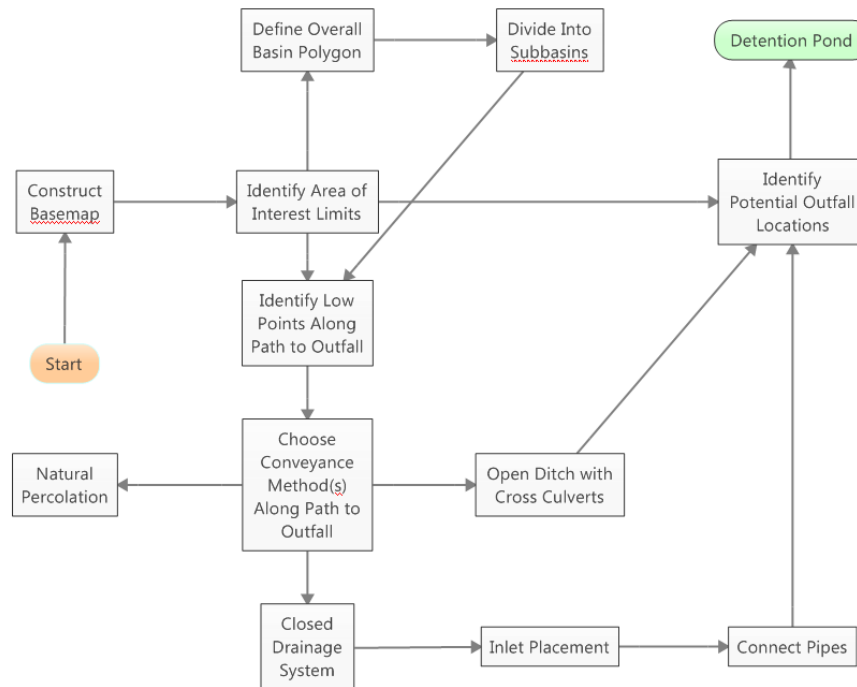 Define Overall
Basin Polygon
Divide Into
Subbasins
Detention Pond
Construct
Basemap
Identify Area of
Interest Limits
Identify
Potential Outfall
Locations
Identify Low
Points Along
Path to Outfall
Start
Choose
Conveyance
Method(s)
Along Path to
Outfall
Natural
Percolation
Open Ditch with
Cross Culverts
Closed
Drainage
System
Inlet Placement
Connect Pipes